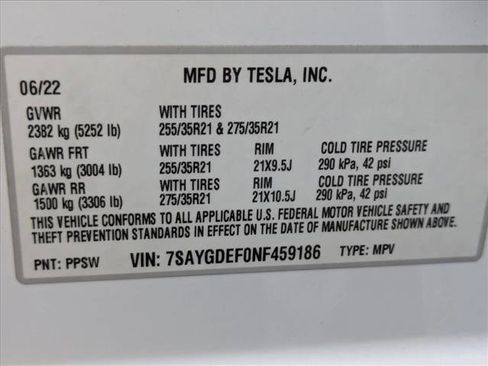 MFD BY TESLA, INC.
06/22
GVWR WITH TIRES
2382 kg (5252 lb) 255/35R21 & 275/35R21
GAWR FRT WITH TIRES RIM COLD TIRE PRESSURE
1363 kg (3004 lb) 255/35R21 21X9.5J 290 kPa, 42 psi
GAWR RR WITH TIRES RIM COLD TIRE PRESSURE
1500 kg (3306 lb) 275/35R21 21X10.5J 290 kPa, 42 psi
THIS VEHICLE CONFORMS TO ALL APPLICABLE U.S. FEDERAL MOTOR VEHICLE SAFETY AND
THEFT PREVENTION STANDARDS IN EFFECT ON THE DATE OF MANUFACTURE SHOWN ABOVE.
PNT: PPSW VIN: 7SAYGDEF0NF459186 TYPE: MPV